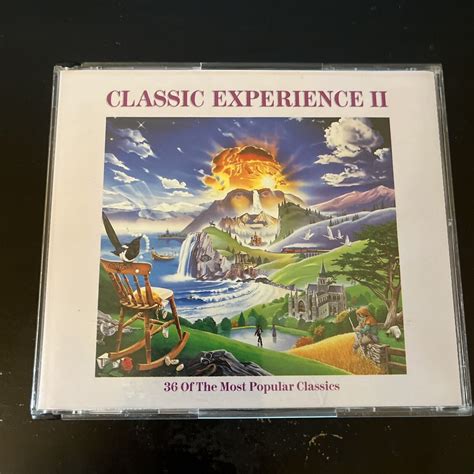 CLASSIC EXPERIENCE II
36 Of The Most Popular Classics